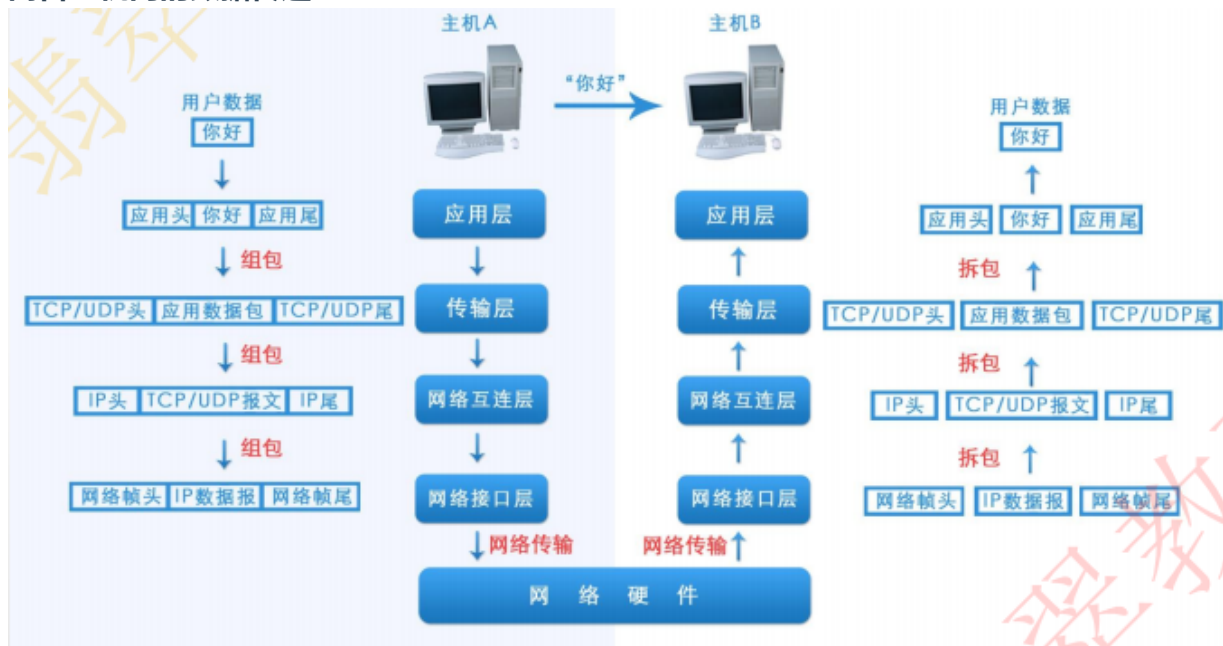 主机A
主机B
“你好”
用户数据
你好
应用头 你好 应用尾
组包
TCP/UDP头 应用数据包 TCP/UDP尾
组包
IP头 TCP/UDP报文 IP尾
组包
网络帧头 IP数据报 网络帧尾
应用层
传输层
网络互连层
网络接口层
网络传输
应用层
传输层
网络互连层
网络接口层
网络传输
网络硬件
用户数据
你好
应用头 你好 应用尾
拆包
TCP/UDP头 应用数据包 TCP/UDP尾
拆包
IP头 TCP/UDP报文 IP尾
拆包
网络帧头 IP数据报 网络帧尾
翡翠
翠教